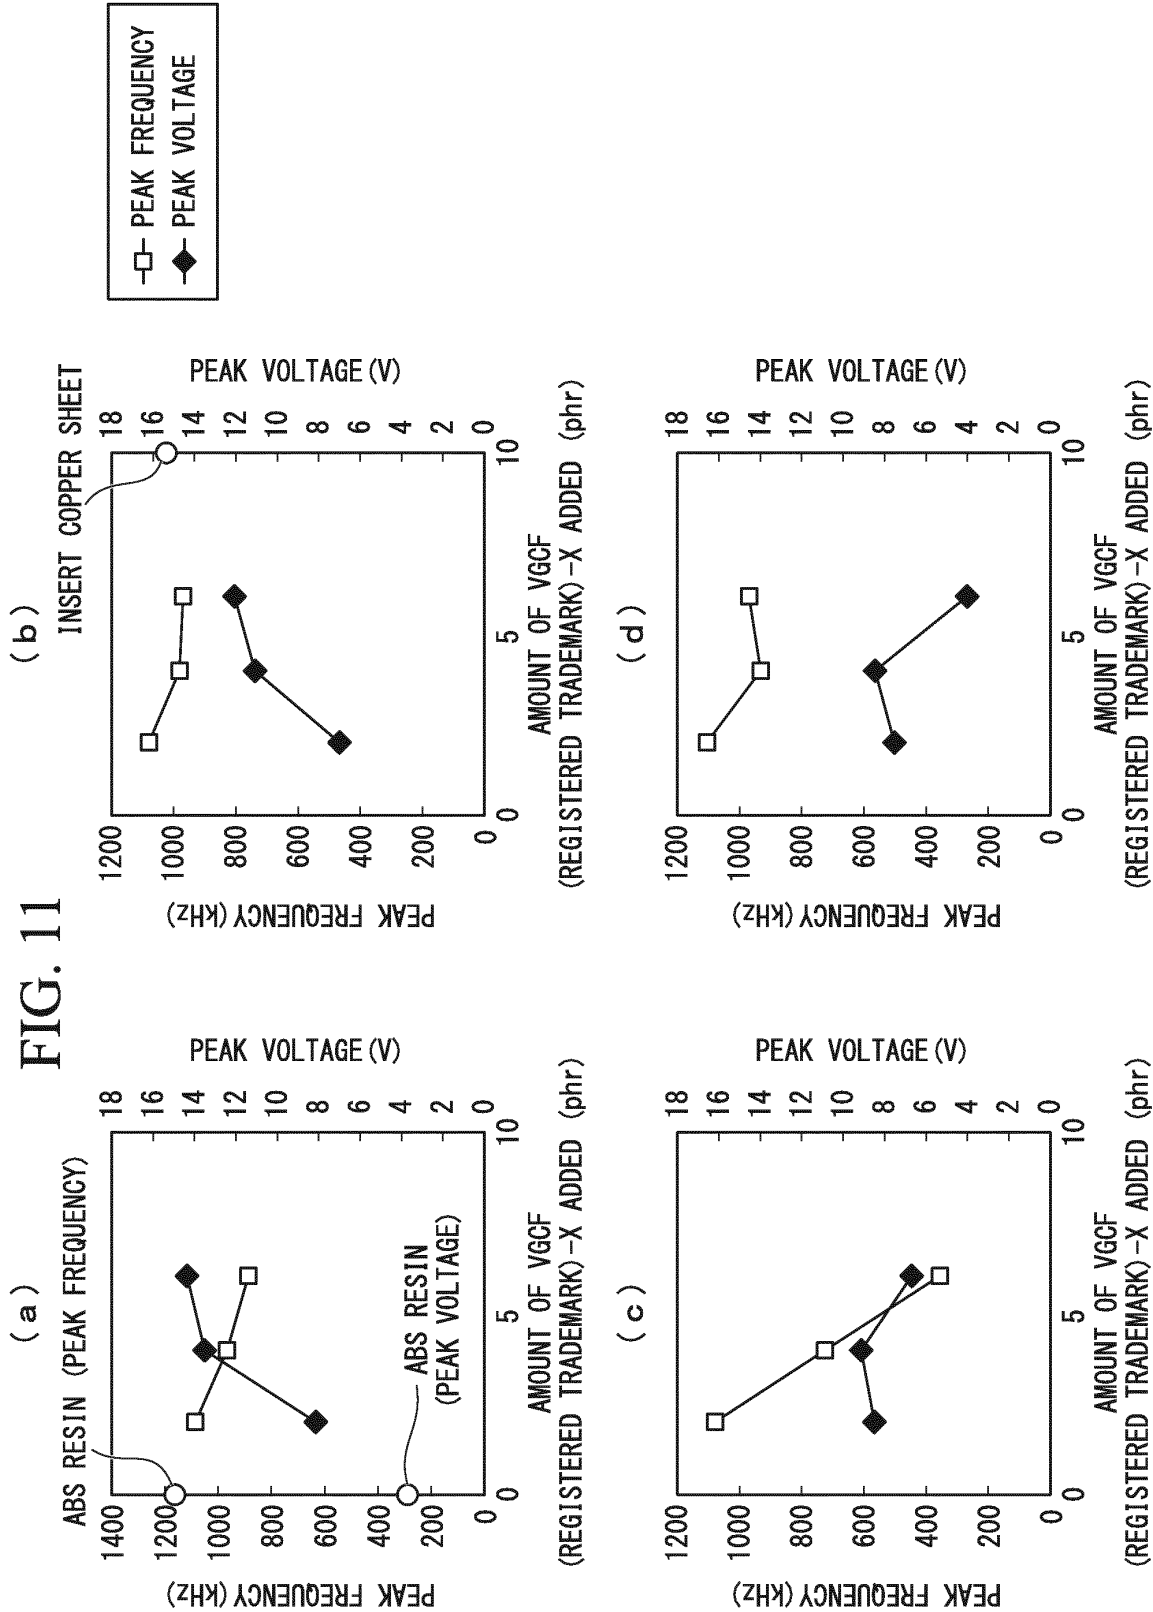 FIG. 11
—□— PEAK FREQUENCY
—◆— PEAK VOLTAGE
(a)
ABS RESIN (PEAK FREQUENCY)
PEAK FREQUENCY(kHz)
1400
1200
1000
800
600
400
200
0
ABS RESIN
(PEAK VOLTAGE)
18
16
14
12
10
8
6
4
2
0
PEAK VOLTAGE(V)
0 5 10
AMOUNT OF VGCF
(REGISTERED TRADEMARK)-X ADDED (phr)
(b)
INSERT COPPER SHEET
PEAK FREQUENCY(kHz)
1200
1000
800
600
400
200
0
18
16
14
12
10
8
6
4
2
0
PEAK VOLTAGE(V)
0 5 10
AMOUNT OF VGCF
(REGISTERED TRADEMARK)-X ADDED (phr)
(c)
PEAK FREQUENCY(kHz)
1200
1000
800
600
400
200
0
18
16
14
12
10
8
6
4
2
0
PEAK VOLTAGE(V)
0 5 10
AMOUNT OF VGCF
(REGISTERED TRADEMARK)-X ADDED (phr)
(d)
PEAK FREQUENCY(kHz)
1200
1000
800
600
400
200
0
18
16
14
12
10
8
6
4
2
0
PEAK VOLTAGE(V)
0 5 10
AMOUNT OF VGCF
(REGISTERED TRADEMARK)-X ADDED (phr)